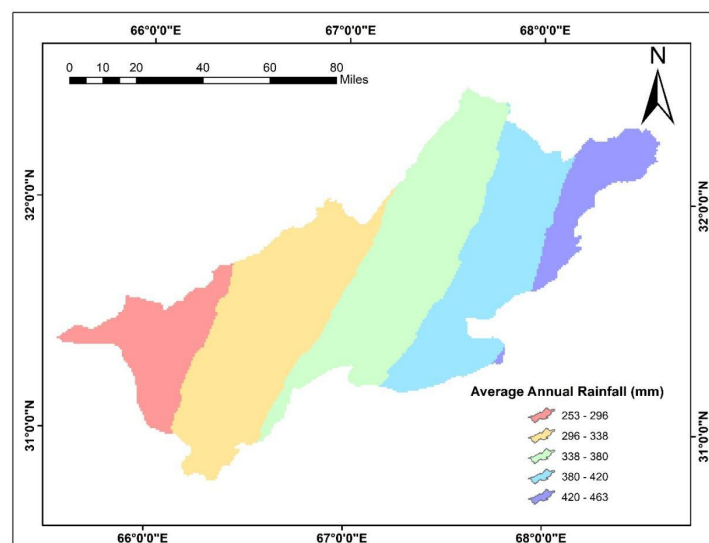 66°0'0"E 67°0'0"E 68°0'0"E
0 10 20 40 60 80
Miles
N
32°0'0"N
32°0'0"N
31°0'0"N
31°0'0"N
Average Annual Rainfall (mm)
253 - 296
296 - 338
338 - 380
380 - 420
420 - 463
66°0'0"E 67°0'0"E 68°0'0"E